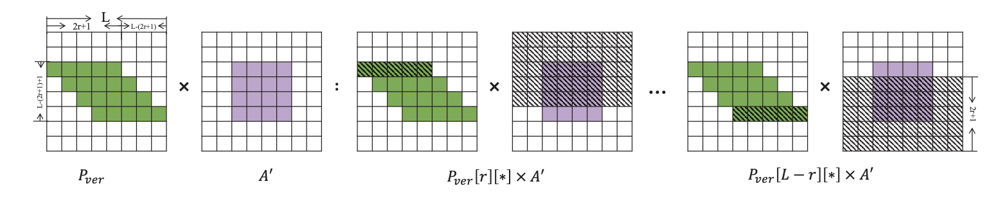 L
2r+1
L-(2r+1)
L-(2r+1)+1
×
:
×
...
×
2r+1
P_ver
A′
P_ver[r][∗] × A′
P_ver[L − r][∗] × A′